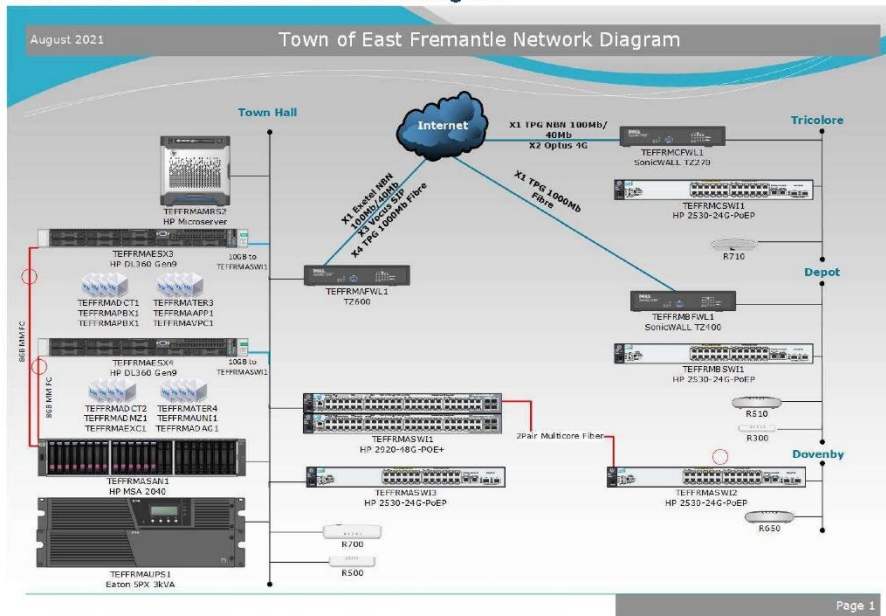 August 2021
Town of East Fremantle Network Diagram
Town Hall
Internet
X1 TPG NBN 100Mb/
40Mb
X2 Optus 4G
Tricolore
TEFFRMCFWL1
SonicWALL TZ270
TEFFRMAMRS2
HP Microserver
X1 Exetel NBN
100Mb/40Mb
X3 Vocus SIP
X4 TPG 1000Mb Fibre
X1 TPG 1000Mb
Fibre
TEFFRMCSWI1
HP 2530-24G-PoEP
R710
TEFFRMAESX3
HP DL360 Gen9
10GB to
TEFFRMASWI1
TEFFRMAFWL1
TZ600
Depot
TEFFRMADCT1
TEFFRMAPBX1
TEFFRMAPBX1
TEFFRMATER3
TEFFRMAAPP1
TEFFRMAVPC1
TEFFRMBFWL1
SonicWALL TZ400
8GB MM FC
TEFFRMAESX4
HP DL360 Gen9
10GB to
TEFFRMASWI1
TEFFRMBSWI1
HP 2530-24G-PoEP
8GB MM FC
TEFFRMADCT2
TEFFRMADMZ1
TEFFRMAEXC1
TEFFRMATER4
TEFFRMAUNI1
TEFFRMADAG1
R510
R300
TEFFRMASWI1
HP 2920-48G-POE+
2Pair Multicore Fiber
Dovenby
TEFFRMASAN1
HP MSA 2040
TEFFRMASWI3
HP 2530-24G-PoEP
TEFFRMASWI2
HP 2530-24G-PoEP
R650
R700
R500
TEFFRMAUPS1
Eaton 5PX 3kVA
Page 1